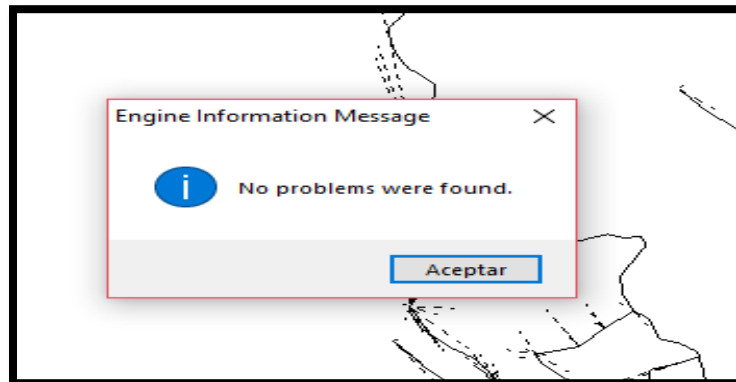 Engine Information Message
No problems were found.
Aceptar